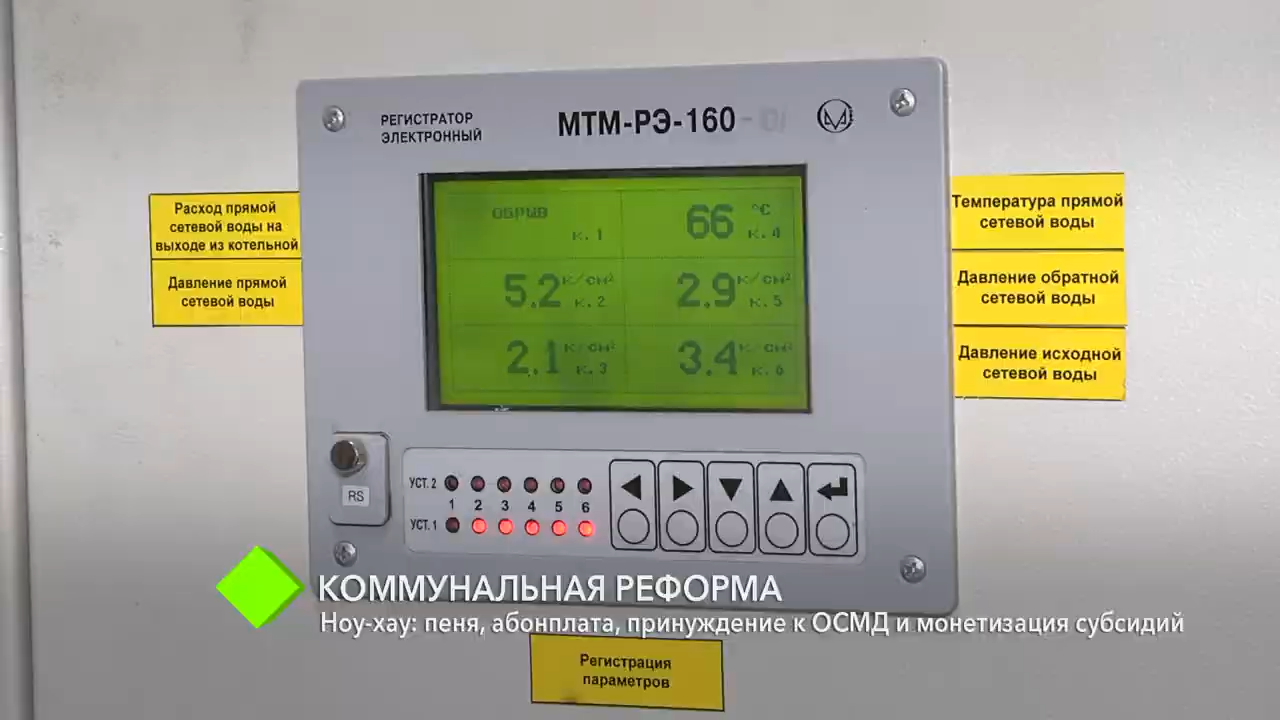 РЕГИСТРАТОР
ЭЛЕКТРОННЫЙ
МТМ-РЭ-160
Расход прямой
сетевой воды на
выходе из котельной
Давление прямой
сетевой воды
ОБРЫВ
к.1
66 °C
к.4
5.2 к/см²
к.2
2.9 к/см²
к.5
2.1 к/см²
к.3
3.4 к/см²
к.6
Температура прямой
сетевой воды
Давление обратной
сетевой воды
Давление исходной
сетевой воды
RS
УСТ. 2
1 2 3 4 5 6
УСТ. 1
КОММУНАЛЬНАЯ РЕФОРМА
Ноу-хау: пеня, абонплата, принуждение к ОСМД и монетизация субсидий
Регистрация
параметров